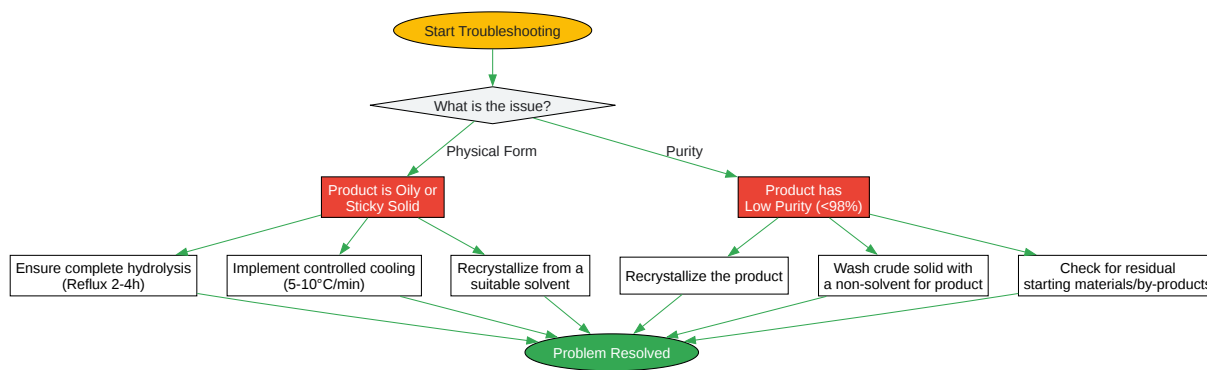 Start Troubleshooting
What is the issue?
Physical Form
Purity
Product is Oily or
Sticky Solid
Product has
Low Purity (<98%)
Ensure complete hydrolysis
(Reflux 2-4h)
Implement controlled cooling
(5-10°C/min)
Recrystallize from a
suitable solvent
Recrystallize the product
Wash crude solid with
a non-solvent for product
Check for residual
starting materials/by-products
Problem Resolved